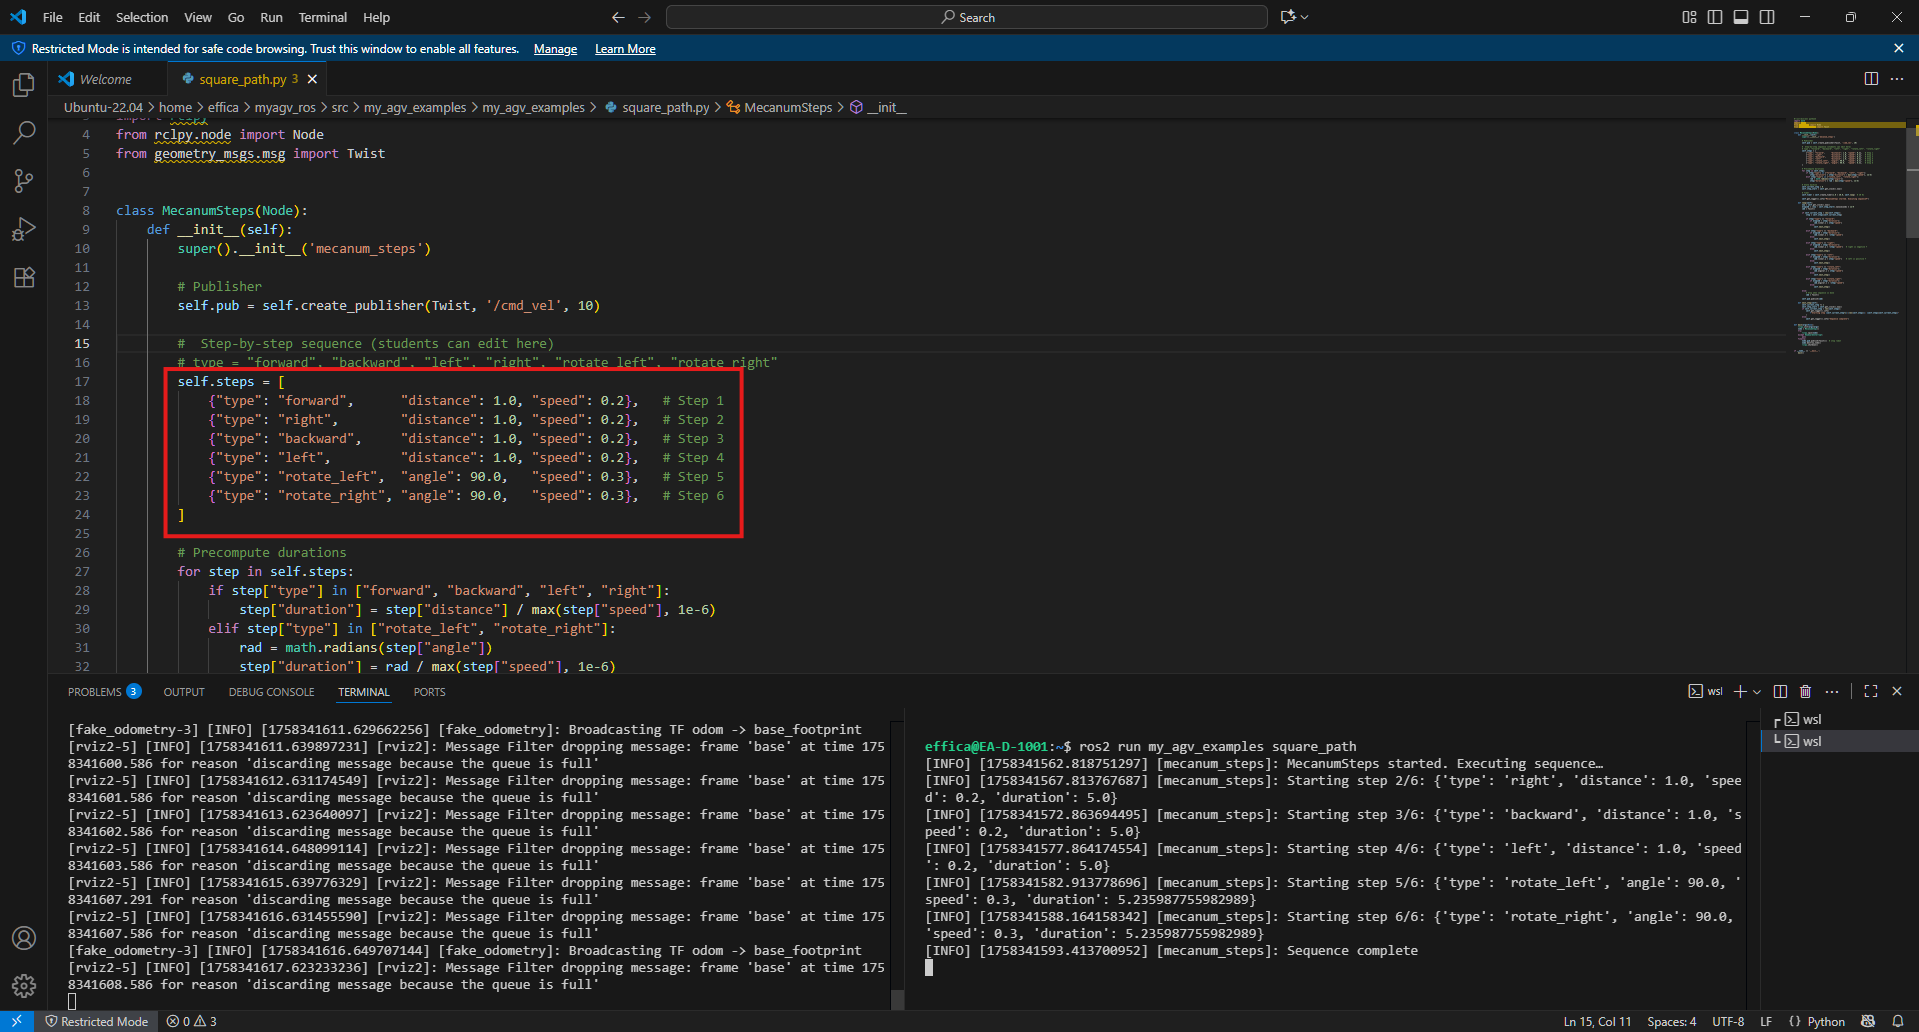 File Edit Selection View Go Run Terminal Help
Search
Restricted Mode is intended for safe code browsing. Trust this window to enable all features. Manage Learn More
Welcome
square_path.py 3
Ubuntu-22.04 > home > effica > myagv_ros > src > my_agv_examples > my_agv_examples > square_path.py > MecanumSteps > __init__
3 import rclpy
4 from rclpy.node import Node
5 from geometry_msgs.msg import Twist
6
7
8 class MecanumSteps(Node):
9 def __init__(self):
10 super().__init__('mecanum_steps')
11
12 # Publisher
13 self.pub = self.create_publisher(Twist, '/cmd_vel', 10)
14
15 # Step-by-step sequence (students can edit here)
16 # type = "forward", "backward", "left", "right", "rotate_left", "rotate_right"
17 self.steps = [
18 {"type": "forward", "distance": 1.0, "speed": 0.2}, # Step 1
19 {"type": "right", "distance": 1.0, "speed": 0.2}, # Step 2
20 {"type": "backward", "distance": 1.0, "speed": 0.2}, # Step 3
21 {"type": "left", "distance": 1.0, "speed": 0.2}, # Step 4
22 {"type": "rotate_left", "angle": 90.0, "speed": 0.3}, # Step 5
23 {"type": "rotate_right", "angle": 90.0, "speed": 0.3}, # Step 6
24 ]
25
26 # Precompute durations
27 for step in self.steps:
28 if step["type"] in ["forward", "backward", "left", "right"]:
29 step["duration"] = step["distance"] / max(step["speed"], 1e-6)
30 elif step["type"] in ["rotate_left", "rotate_right"]:
31 rad = math.radians(step["angle"])
32 step["duration"] = rad / max(step["speed"], 1e-6)
PROBLEMS 3 OUTPUT DEBUG CONSOLE TERMINAL PORTS
wsl
[fake_odometry-3] [INFO] [1758341611.629662256] [fake_odometry]: Broadcasting TF odom -> base_footprint
[rviz2-5] [INFO] [1758341611.639897231] [rviz2]: Message Filter dropping message: frame 'base' at time 175
8341600.586 for reason 'discarding message because the queue is full'
[rviz2-5] [INFO] [1758341612.631174549] [rviz2]: Message Filter dropping message: frame 'base' at time 175
8341601.586 for reason 'discarding message because the queue is full'
[rviz2-5] [INFO] [1758341613.623640097] [rviz2]: Message Filter dropping message: frame 'base' at time 175
8341602.586 for reason 'discarding message because the queue is full'
[rviz2-5] [INFO] [1758341614.648099114] [rviz2]: Message Filter dropping message: frame 'base' at time 175
8341603.586 for reason 'discarding message because the queue is full'
[rviz2-5] [INFO] [1758341615.639776329] [rviz2]: Message Filter dropping message: frame 'base' at time 175
8341607.291 for reason 'discarding message because the queue is full'
[rviz2-5] [INFO] [1758341616.631455590] [rviz2]: Message Filter dropping message: frame 'base' at time 175
8341607.586 for reason 'discarding message because the queue is full'
[fake_odometry-3] [INFO] [1758341616.649707144] [fake_odometry]: Broadcasting TF odom -> base_footprint
[rviz2-5] [INFO] [1758341617.623233236] [rviz2]: Message Filter dropping message: frame 'base' at time 175
8341608.586 for reason 'discarding message because the queue is full'
effica@EA-D-1001:~$ ros2 run my_agv_examples square_path
[INFO] [1758341562.818751297] [mecanum_steps]: MecanumSteps started. Executing sequence…
[INFO] [1758341567.813767687] [mecanum_steps]: Starting step 2/6: {'type': 'right', 'distance': 1.0, 'spee
d': 0.2, 'duration': 5.0}
[INFO] [1758341572.863694495] [mecanum_steps]: Starting step 3/6: {'type': 'backward', 'distance': 1.0, 's
peed': 0.2, 'duration': 5.0}
[INFO] [1758341577.864174554] [mecanum_steps]: Starting step 4/6: {'type': 'left', 'distance': 1.0, 'speed
': 0.2, 'duration': 5.0}
[INFO] [1758341582.913778696] [mecanum_steps]: Starting step 5/6: {'type': 'rotate_left', 'angle': 90.0, '
speed': 0.3, 'duration': 5.235987755982989}
[INFO] [1758341588.164158342] [mecanum_steps]: Starting step 6/6: {'type': 'rotate_right', 'angle': 90.0,
'speed': 0.3, 'duration': 5.235987755982989}
[INFO] [1758341593.413700952] [mecanum_steps]: Sequence complete
wsl
wsl
Restricted Mode 0 3
Ln 15, Col 11 Spaces: 4 UTF-8 LF {} Python